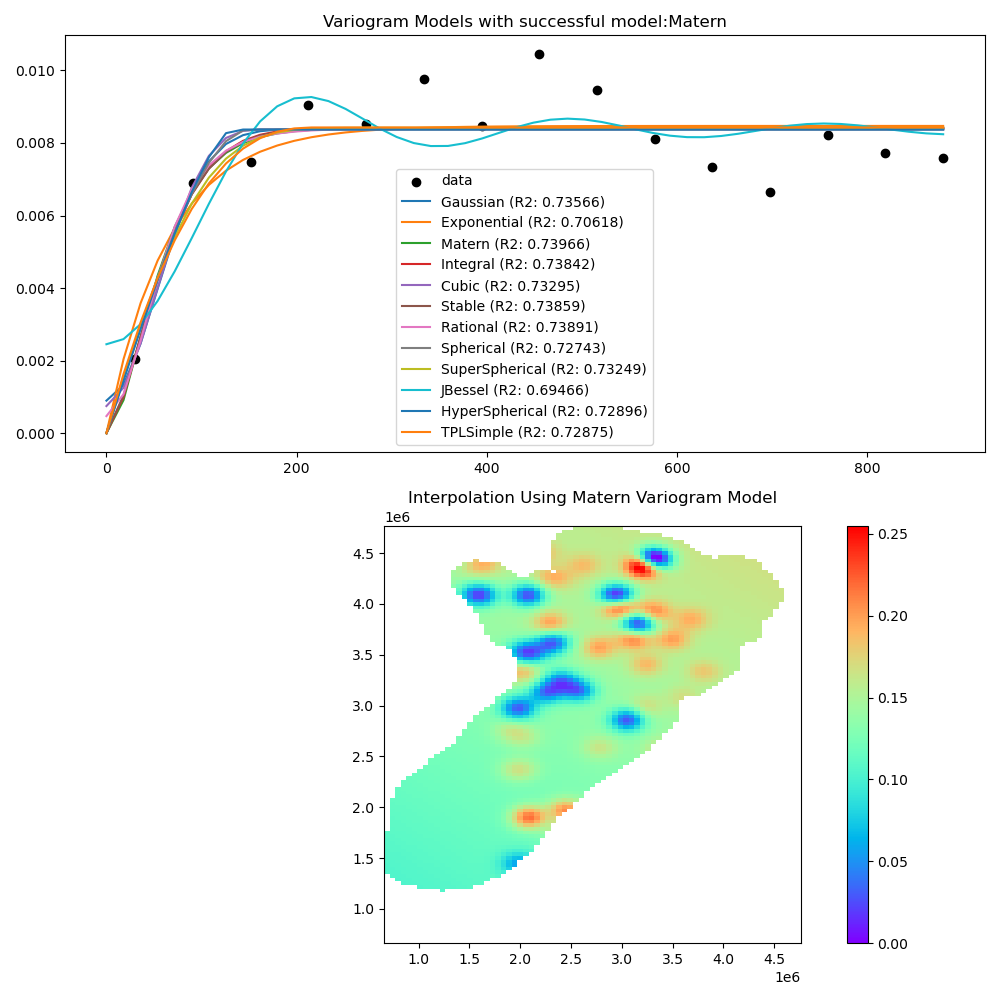 Variogram Models with successful model:Matern
0.010
0.008
0.006
0.004
0.002
0.000
data
Gaussian (R2: 0.73566)
Exponential (R2: 0.70618)
Matern (R2: 0.73966)
Integral (R2: 0.73842)
Cubic (R2: 0.73295)
Stable (R2: 0.73859)
Rational (R2: 0.73891)
Spherical (R2: 0.72743)
SuperSpherical (R2: 0.73249)
JBessel (R2: 0.69466)
HyperSpherical (R2: 0.72896)
TPLSimple (R2: 0.72875)
0 200 400 600 800
Interpolation Using Matern Variogram Model
1e6
4.5
4.0
3.5
3.0
2.5
2.0
1.5
1.0
1.0 1.5 2.0 2.5 3.0 3.5 4.0 4.5
1e6
0.25
0.20
0.15
0.10
0.05
0.00